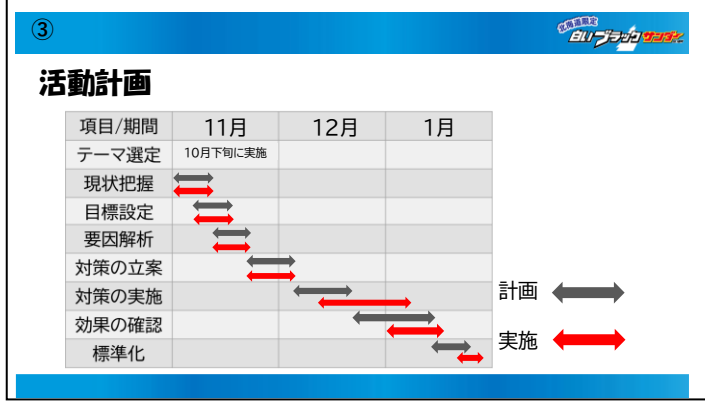 ③
北海道限定
白いブラックサンダー
活動計画
項目/期間 11月 12月 1月
テーマ選定 10月下旬に実施
現状把握
目標設定
要因解析
対策の立案
対策の実施
効果の確認
標準化
計画
実施